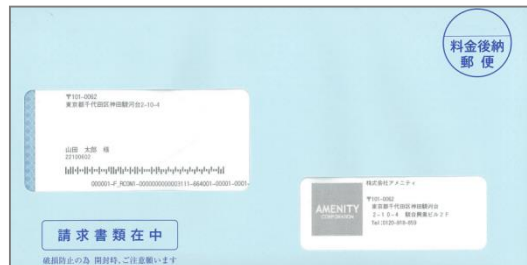 料金後納
郵便
〒101-0062
東京都千代田区神田駿河台2-10-4
山田 太郎 様
22100602
株式会社アメニティ
〒101-0062
東京都千代田区神田駿河台
2-10-4 駿台興業ビル2F
AMENITY
CORPORATION
請求書類在中
破損防止の為 開封時、ご注意願います